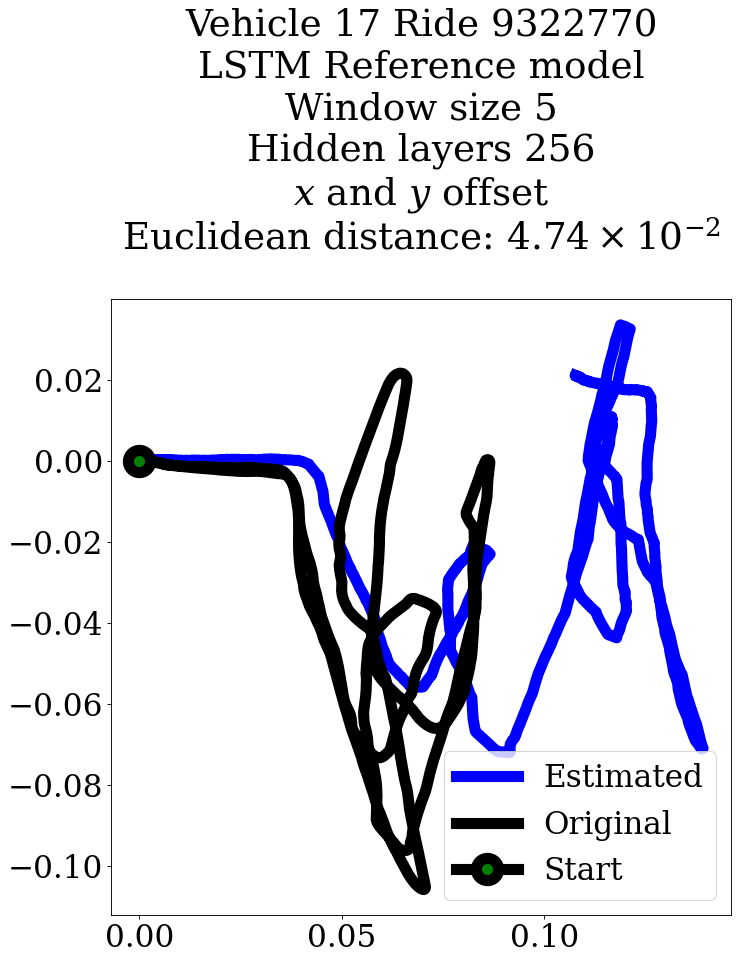 Vehicle 17 Ride 9322770
LSTM Reference model
Window size 5
Hidden layers 256
x and y offset
Euclidean distance: 4.74 × 10⁻²
0.02
0.00
−0.02
−0.04
−0.06
−0.08
−0.10
Estimated
Original
Start
0.00 0.05 0.10